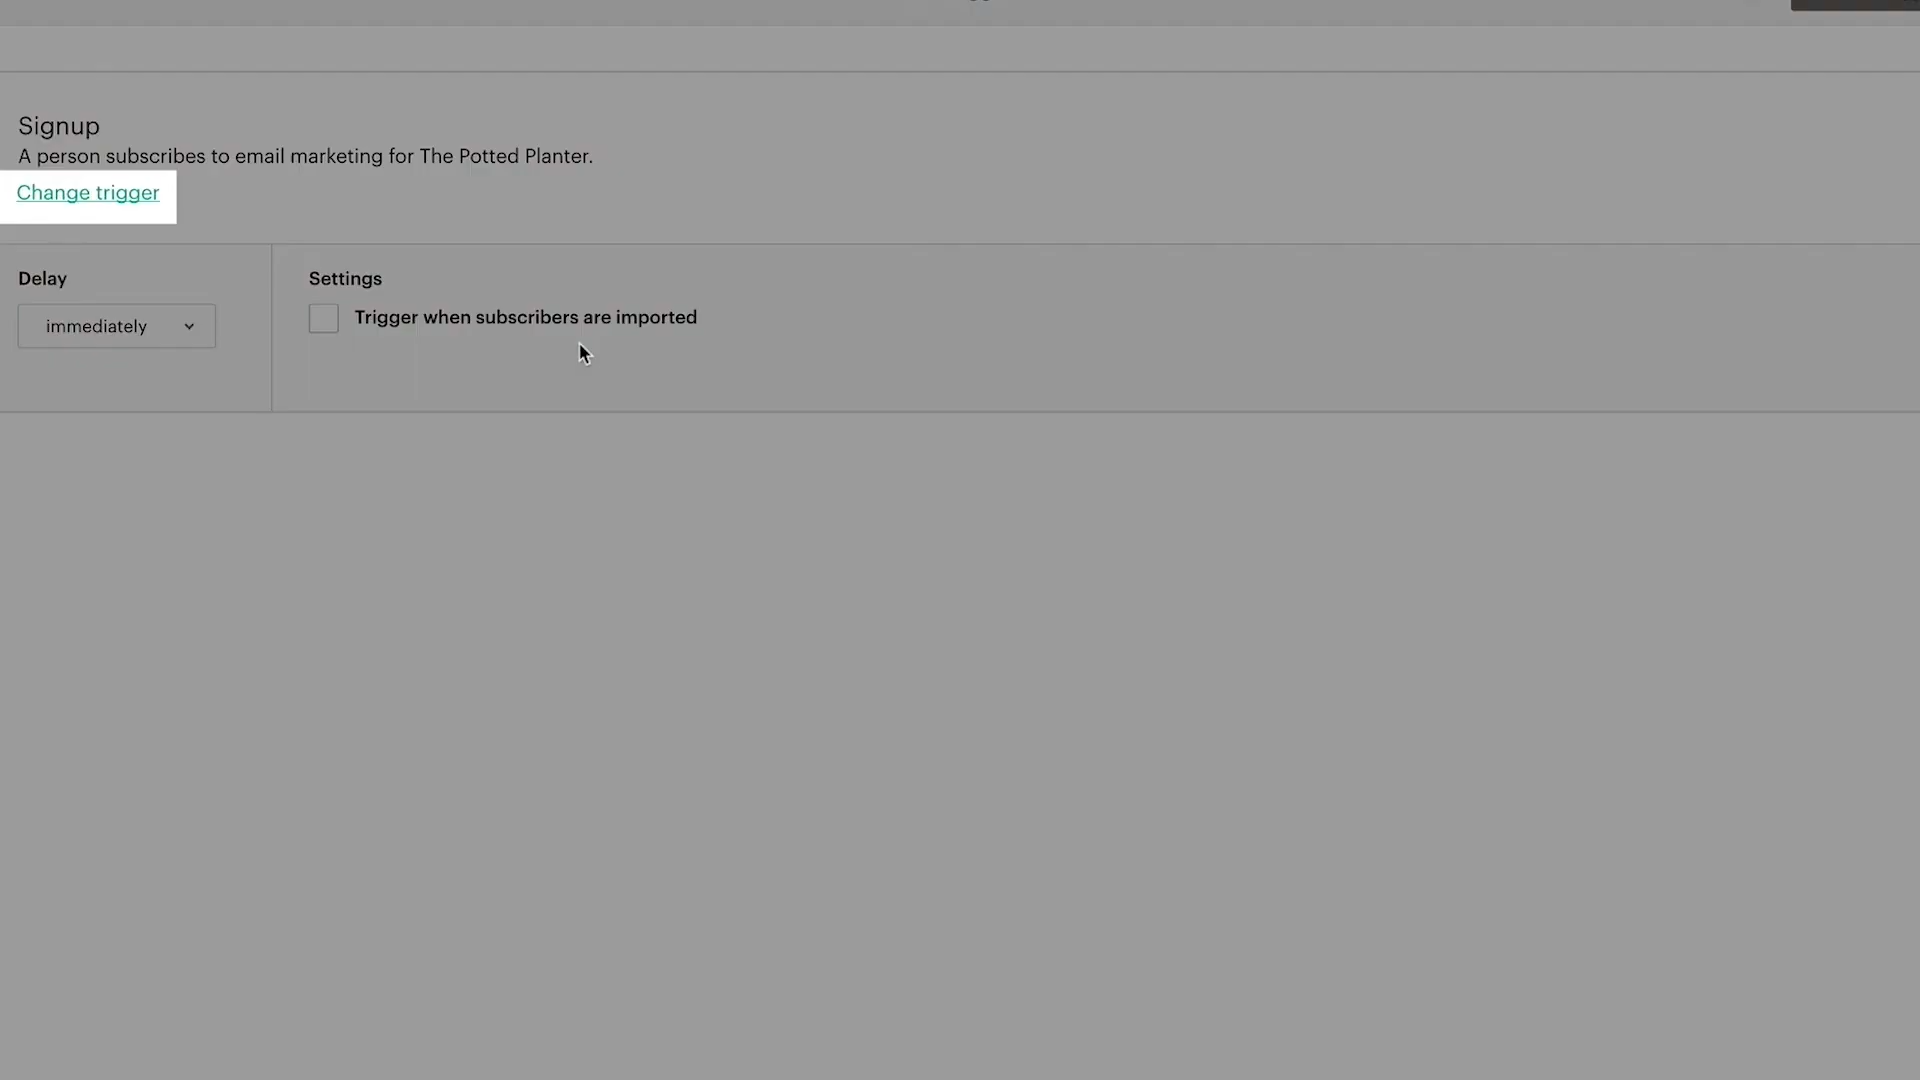 Signup
A person subscribes to email marketing for The Potted Planter.
Change trigger
Delay
immediately
Settings
Trigger when subscribers are imported